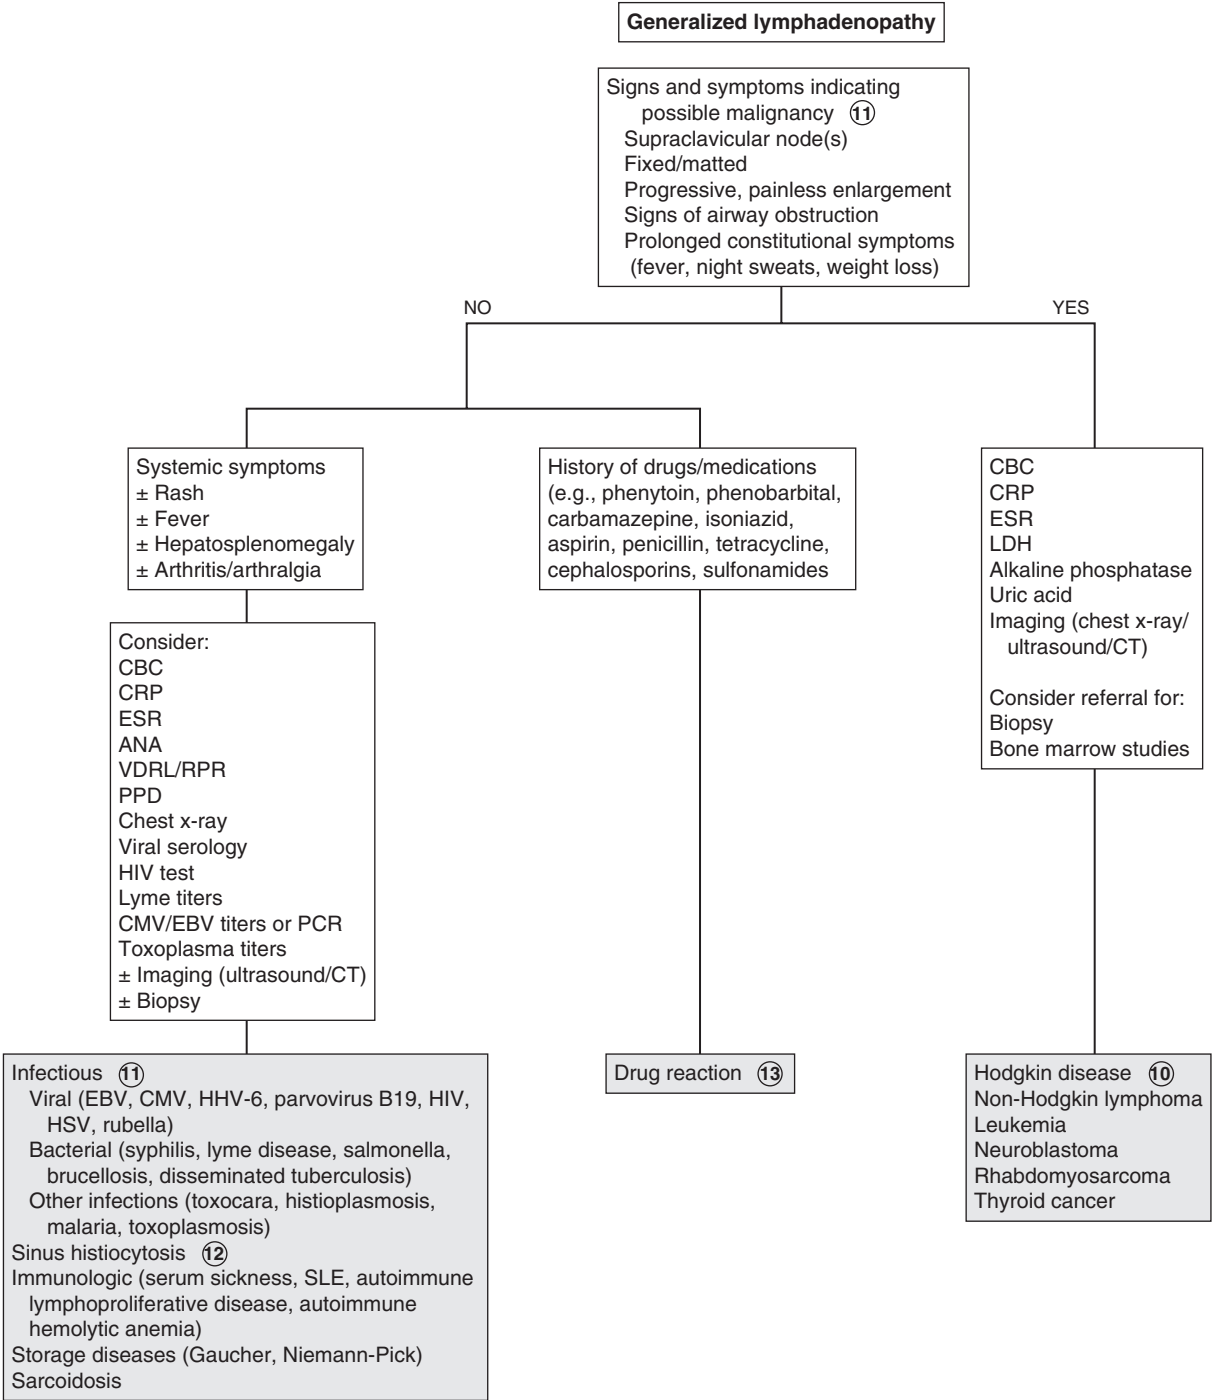 Generalized lymphadenopathy
Signs and symptoms indicating
possible malignancy ⑪
Supraclavicular node(s)
Fixed/matted
Progressive, painless enlargement
Signs of airway obstruction
Prolonged constitutional symptoms
(fever, night sweats, weight loss)
NO
YES
Systemic symptoms
± Rash
± Fever
± Hepatosplenomegaly
± Arthritis/arthralgia
History of drugs/medications
(e.g., phenytoin, phenobarbital,
carbamazepine, isoniazid,
aspirin, penicillin, tetracycline,
cephalosporins, sulfonamides
CBC
CRP
ESR
LDH
Alkaline phosphatase
Uric acid
Imaging (chest x-ray/
ultrasound/CT)
Consider referral for:
Biopsy
Bone marrow studies
Consider:
CBC
CRP
ESR
ANA
VDRL/RPR
PPD
Chest x-ray
Viral serology
HIV test
Lyme titers
CMV/EBV titers or PCR
Toxoplasma titers
± Imaging (ultrasound/CT)
± Biopsy
Infectious ⑪
Viral (EBV, CMV, HHV-6, parvovirus B19, HIV,
HSV, rubella)
Bacterial (syphilis, lyme disease, salmonella,
brucellosis, disseminated tuberculosis)
Other infections (toxocara, histioplasmosis,
malaria, toxoplasmosis)
Sinus histiocytosis ⑫
Immunologic (serum sickness, SLE, autoimmune
lymphoproliferative disease, autoimmune
hemolytic anemia)
Storage diseases (Gaucher, Niemann-Pick)
Sarcoidosis
Drug reaction ⑬
Hodgkin disease ⑩
Non-Hodgkin lymphoma
Leukemia
Neuroblastoma
Rhabdomyosarcoma
Thyroid cancer